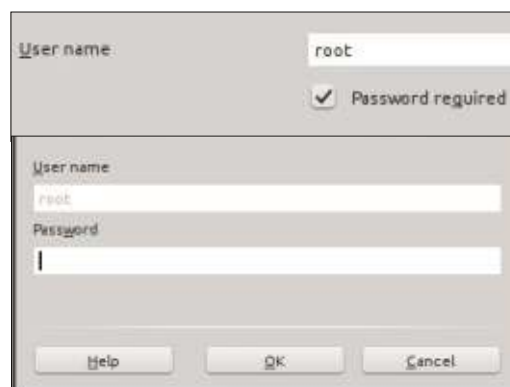 User name root
Password required
User name
root
Password
Help OK Cancel